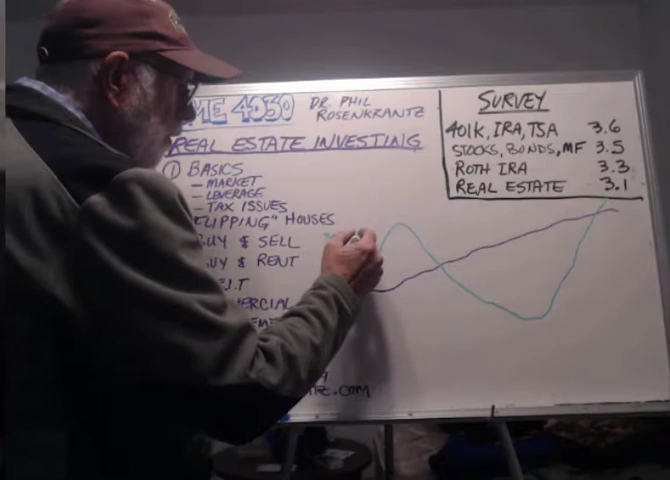 ME 4030
DR PHIL
ROSENKRANTZ
REAL ESTATE INVESTING
① BASICS
– MARKET
– LEVERAGE
– TAX ISSUES
"FLIPPING" HOUSES
BUY $ SELL
BUY $ RENT
SURVEY
401K, IRA, TSA 3.6
STOCKS, BONDS, MF 3.5
ROTH IRA 3.3
REAL ESTATE 3.1